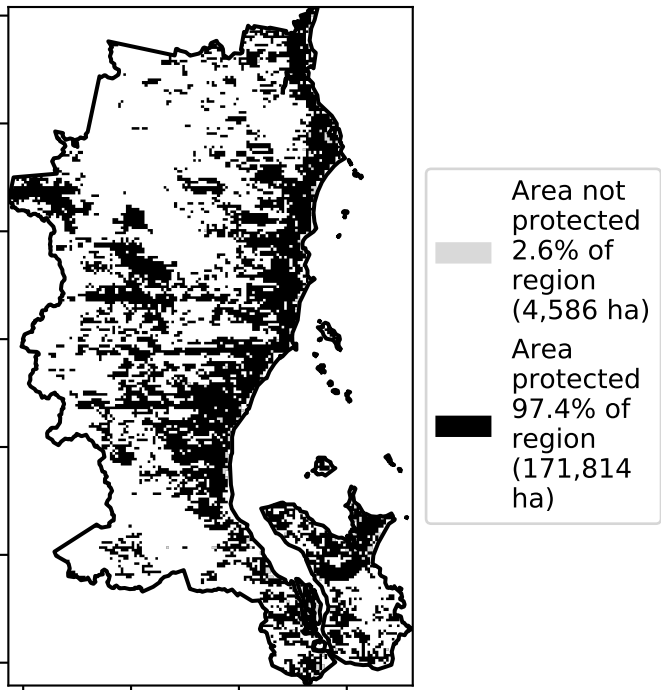 Area not
protected
2.6% of
region
(4,586 ha)
Area
protected
97.4% of
region
(171,814
ha)